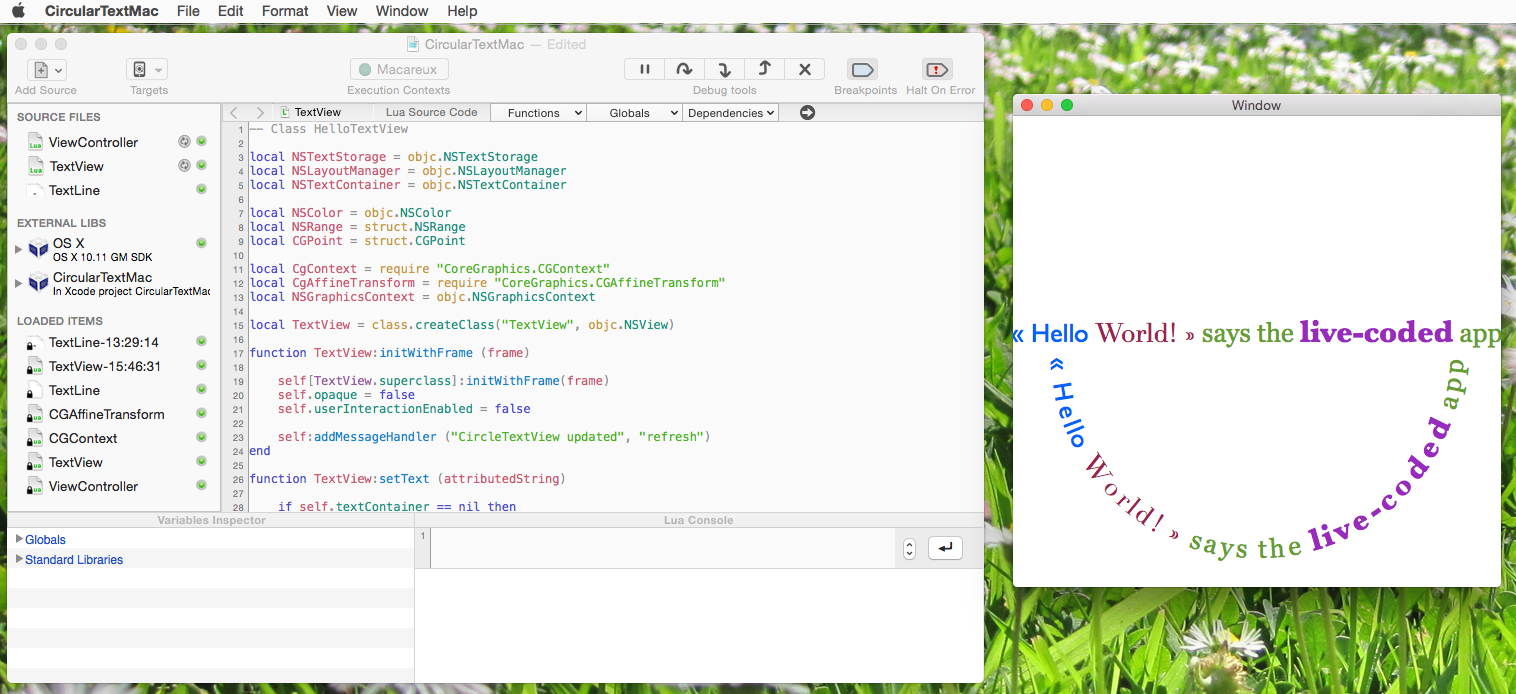 CircularTextMac File Edit Format View Window Help
CircularTextMac — Edited
Macareux
Add Source Targets Execution Contexts Debug tools Breakpoints Halt On Error
SOURCE FILES
ViewController
TextView
TextLine
EXTERNAL LIBS
OS X
OS X 10.11 GM SDK
CircularTextMac
In Xcode project CircularTextMac
LOADED ITEMS
TextLine-13:29:14
TextView-15:46:31
TextLine
CGAffineTransform
CGContext
TextView
ViewController
TextView Lua Source Code Functions Globals Dependencies
1 -- Class HelloTextView
2
3 local NSTextStorage = objc.NSTextStorage
4 local NSLayoutManager = objc.NSLayoutManager
5 local NSTextContainer = objc.NSTextContainer
6
7 local NSColor = objc.NSColor
8 local NSRange = struct.NSRange
9 local CGPoint = struct.CGPoint
10
11 local CgContext = require "CoreGraphics.CGContext"
12 local CgAffineTransform = require "CoreGraphics.CGAffineTransform"
13 local NSGraphicsContext = objc.NSGraphicsContext
14
15 local TextView = class.createClass("TextView", objc.NSView)
16
17 function TextView:initWithFrame (frame)
18
19 self[TextView.superclass]:initWithFrame(frame)
20 self.opaque = false
21 self.userInteractionEnabled = false
22
23 self:addMessageHandler ("CircleTextView updated", "refresh")
24 end
25
26 function TextView:setText (attributedString)
27
28 if self.textContainer == nil then
Variables Inspector
Globals
Standard Libraries
Lua Console
1
Window
« Hello World! » says the live-coded app
« Hello World! » says the live-coded app